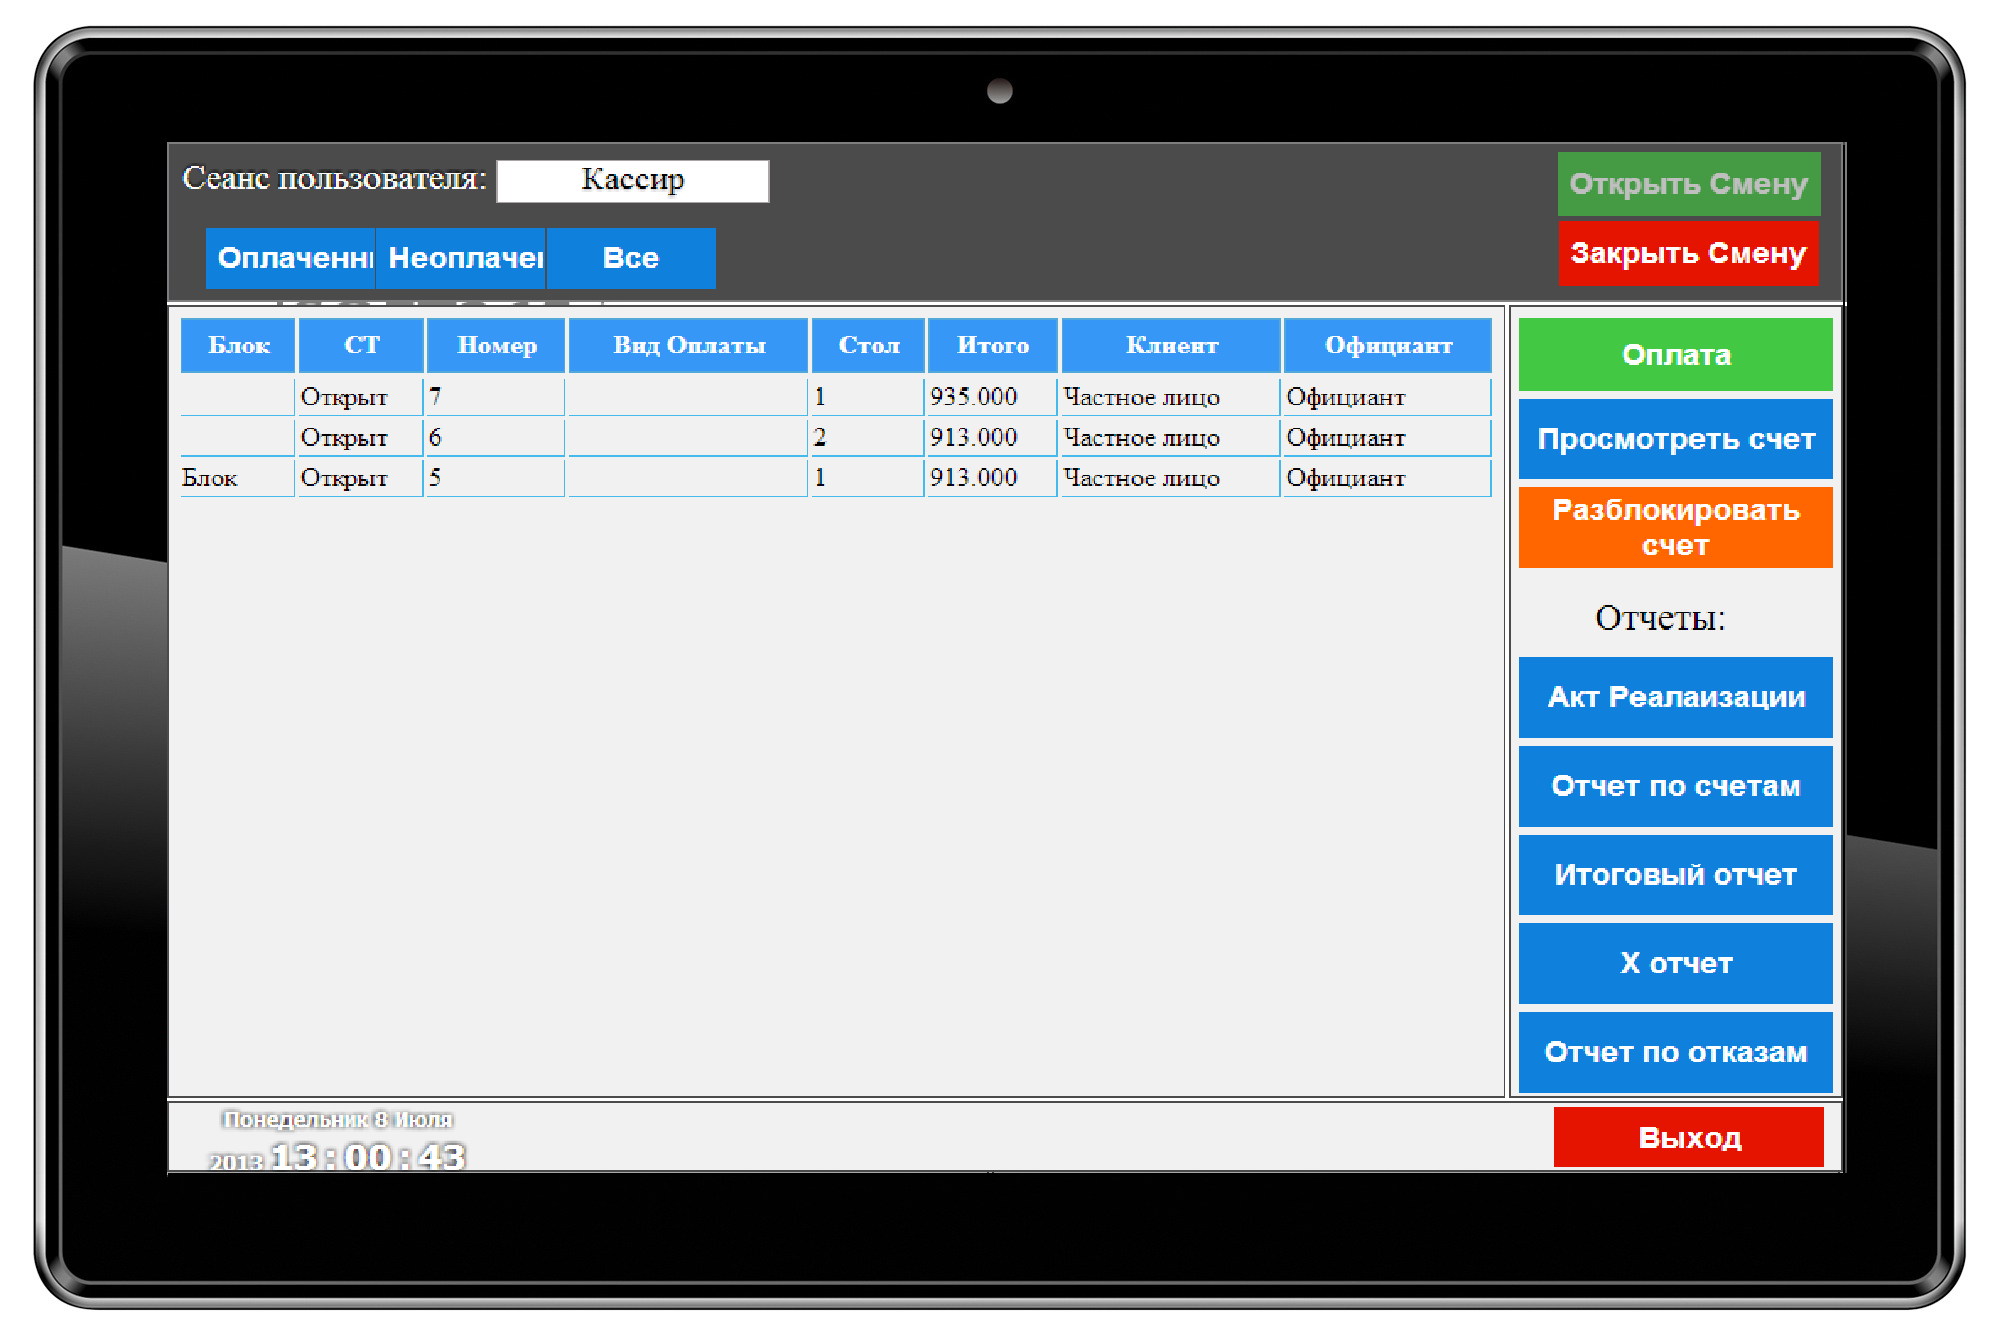 Сеанс пользователя: Кассир
Открыть Смену
Закрыть Смену
Оплаченн Неоплаче Все
Блок СТ Номер Вид Оплаты Стол Итого Клиент Официант
Открыт 7 1 935.000 Частное лицо Официант
Открыт 6 2 913.000 Частное лицо Официант
Блок Открыт 5 1 913.000 Частное лицо Официант
Оплата
Просмотреть счет
Разблокировать
счет
Отчеты:
Акт Реалаизации
Отчет по счетам
Итоговый отчет
Х отчет
Отчет по отказам
Понедельник 8 Июля
2013 13:00:43
Выход